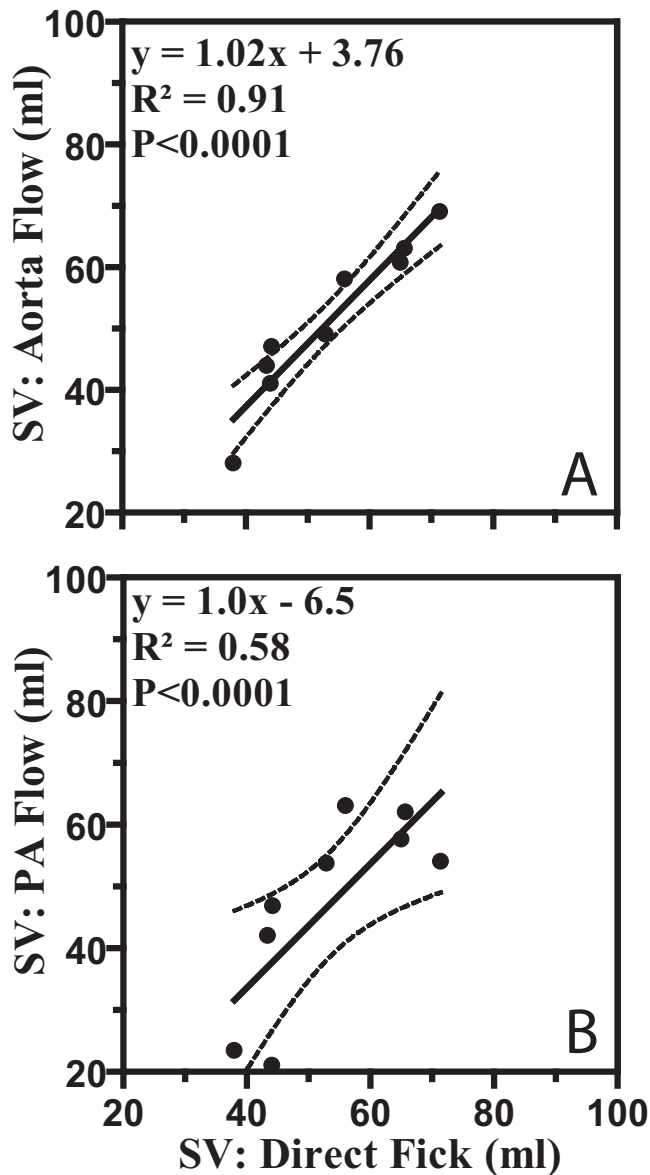 100
y = 1.02x + 3.76
R² = 0.91
P<0.0001
80
60
40
20
SV: Aorta Flow (ml)
A
100
y = 1.0x - 6.5
R² = 0.58
P<0.0001
80
60
40
20
SV: PA Flow (ml)
B
20 40 60 80 100
SV: Direct Fick (ml)